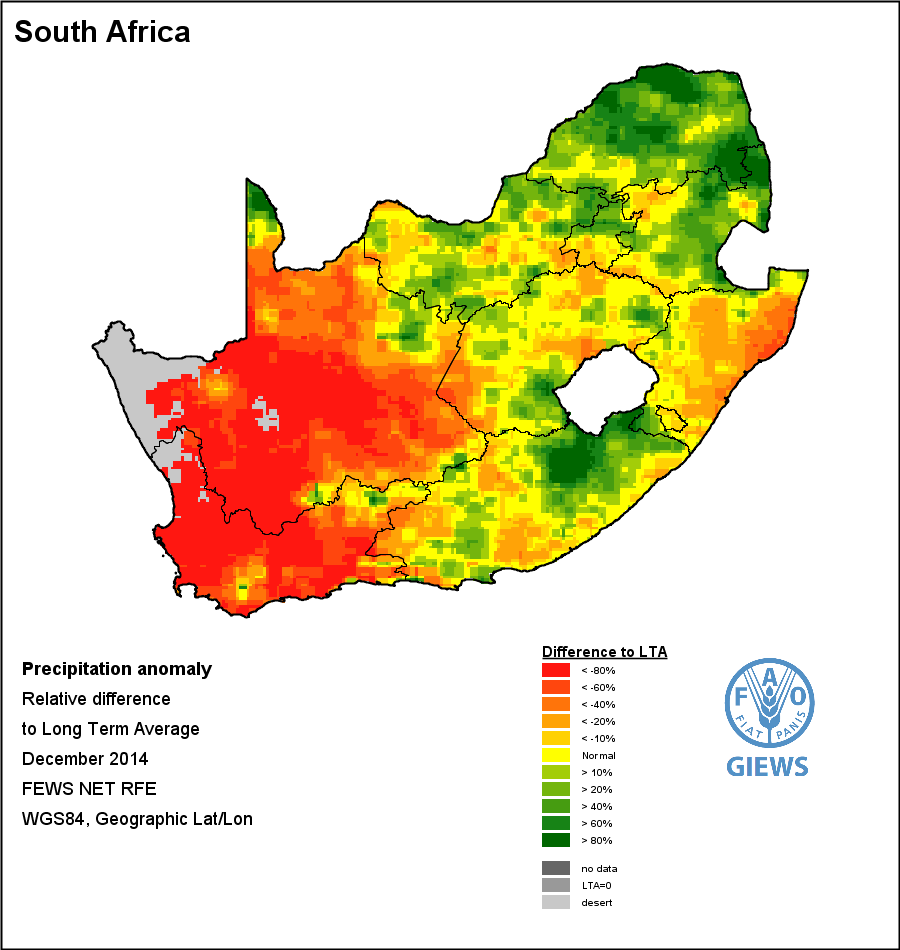 South Africa
Precipitation anomaly
Relative difference
to Long Term Average
December 2014
FEWS NET RFE
WGS84, Geographic Lat/Lon
Difference to LTA
< -80%
< -60%
< -40%
< -20%
< -10%
Normal
> 10%
> 20%
> 40%
> 60%
> 80%
no data
LTA=0
desert
F A O
FIAT PANIS
GIEWS